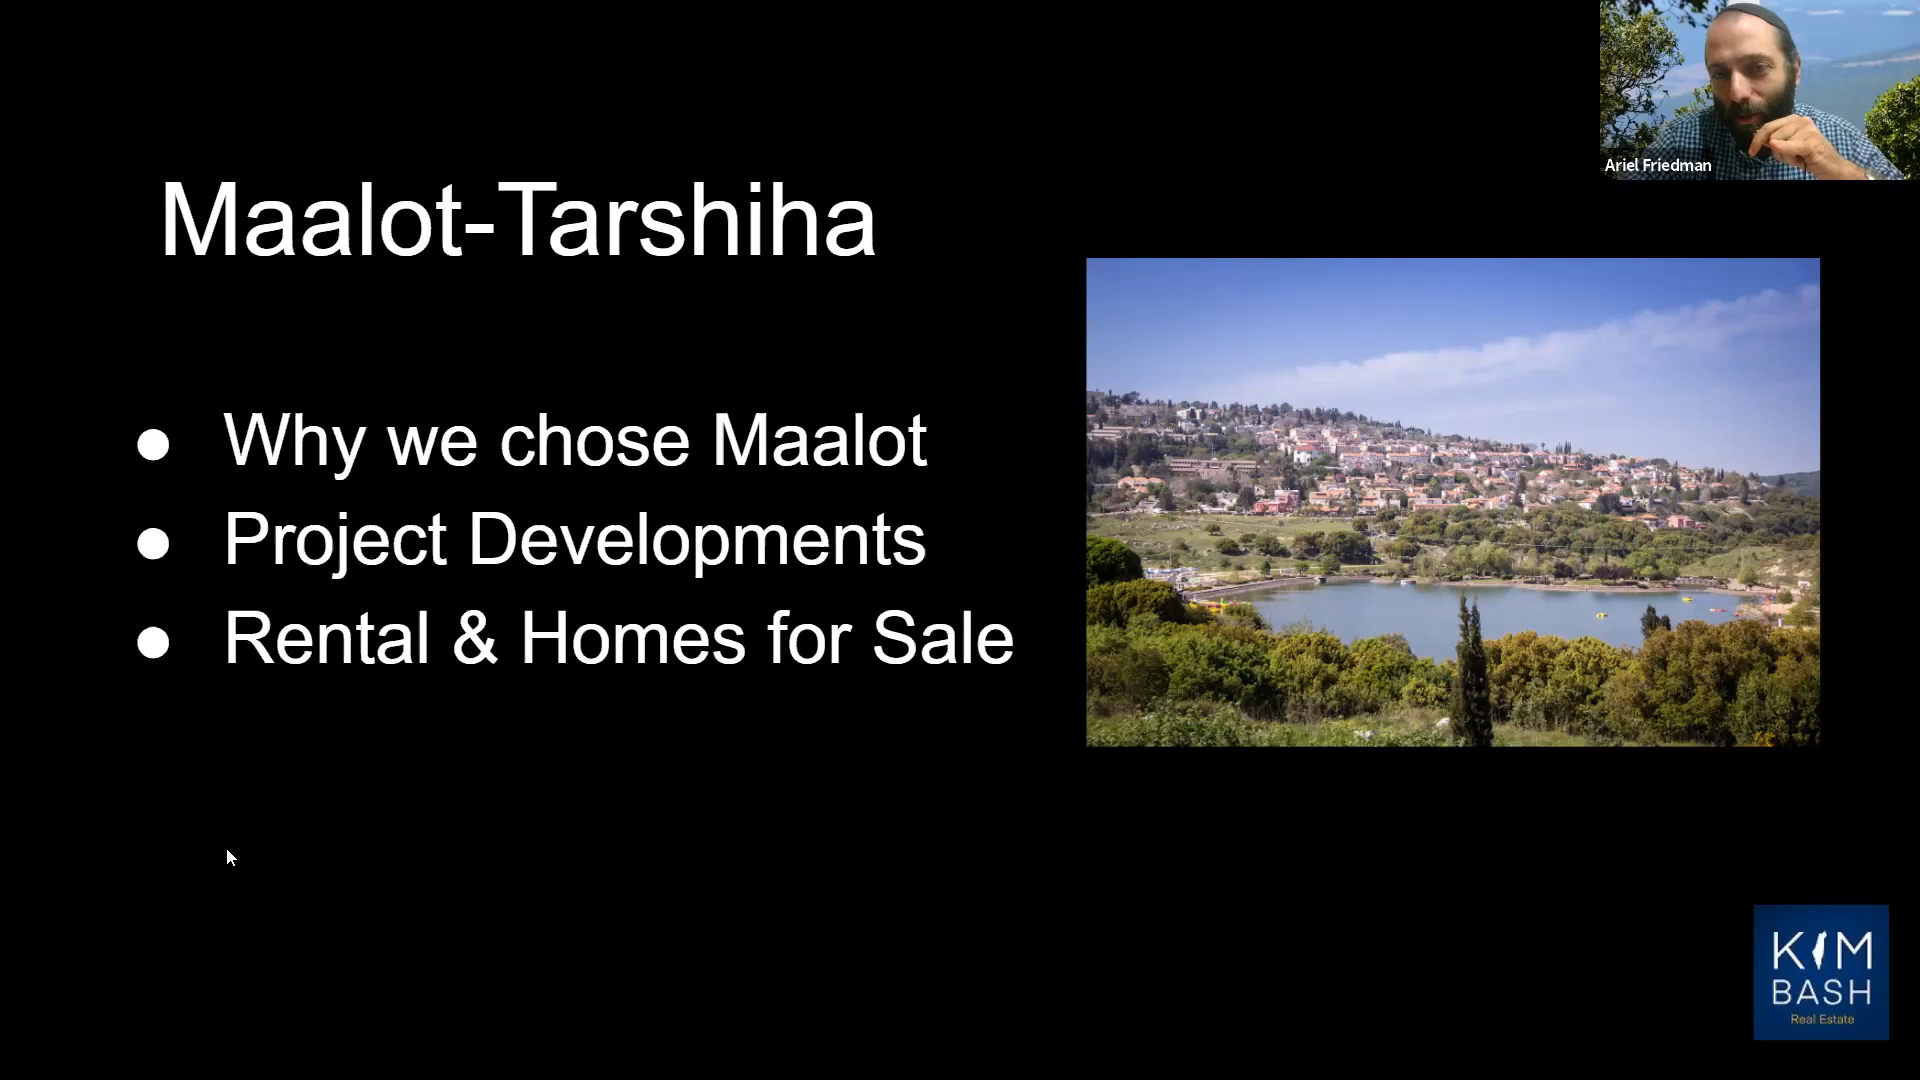 Ariel Friedman
Maalot-Tarshiha
● Why we chose Maalot
● Project Developments
● Rental & Homes for Sale
KIM
BASH
Real Estate